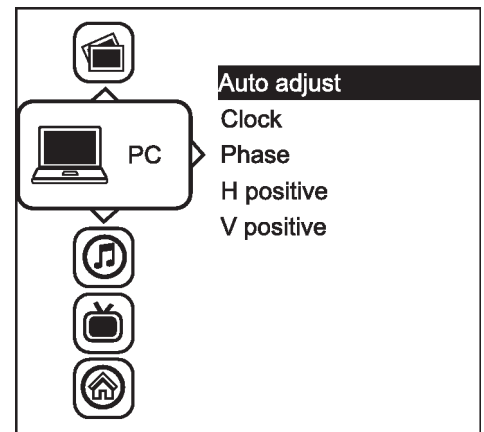 PC
Auto adjust
Clock
Phase
H positive
V positive